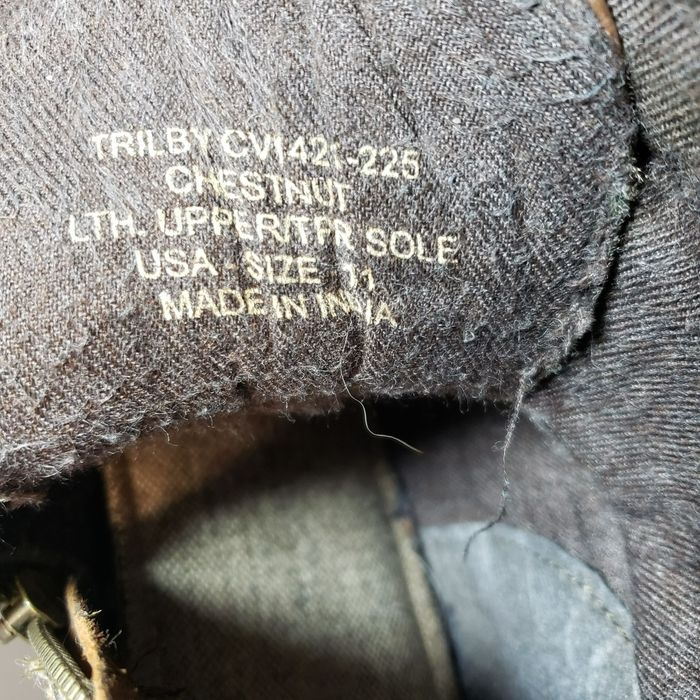 TRILBY CV1421-225
CHESTNUT
LTH. UPPER/TPR SOLE
USA - SIZE 11
MADE IN INDIA